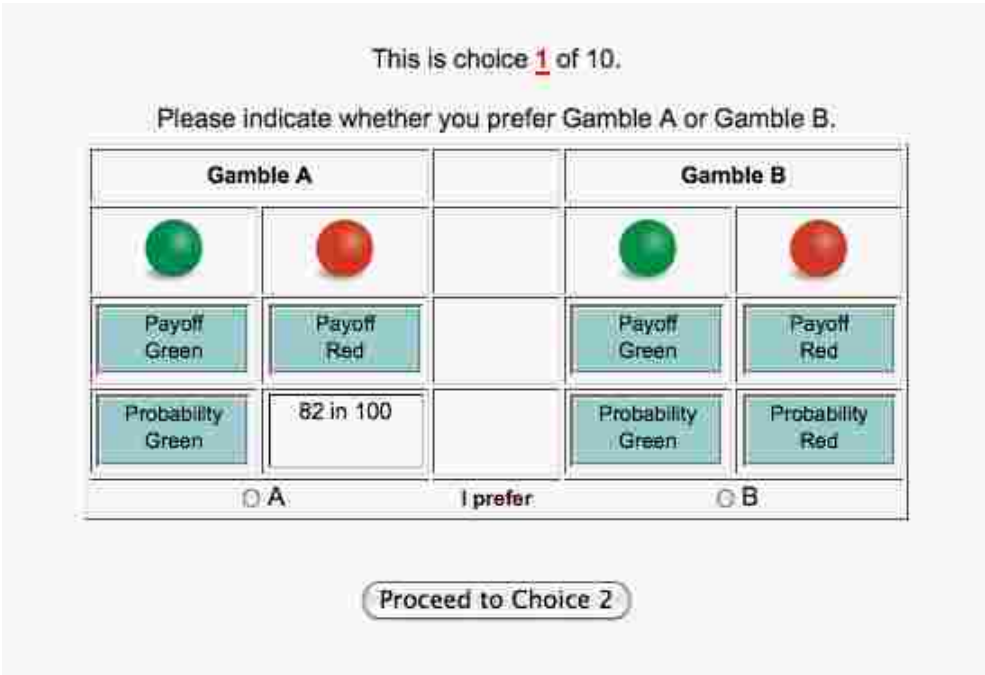 This is choice 1 of 10.
Please indicate whether you prefer Gamble A or Gamble B.
Gamble A Gamble B
Payoff Payoff Payoff Payoff
Green Red Green Red
Probability 82 in 100 Probability Probability
Green Green Red
A I prefer B
Proceed to Choice 2